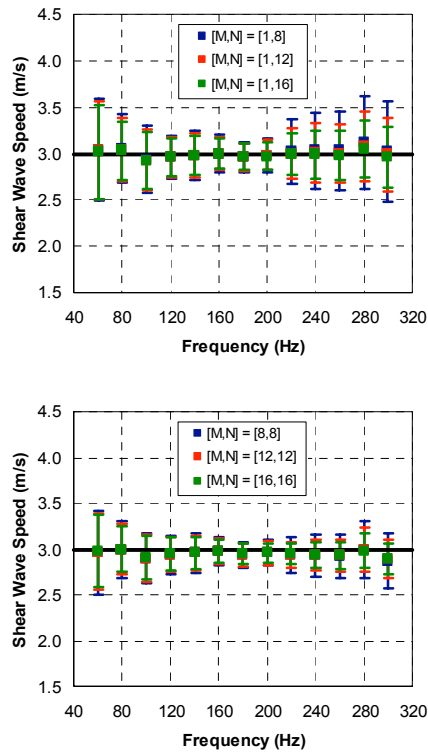 4.5
4.0
3.5
3.0
2.5
2.0
1.5
Shear Wave Speed (m/s)
[M,N] = [1,8]
[M,N] = [1,12]
[M,N] = [1,16]
40 80 120 160 200 240 280 320
Frequency (Hz)
4.5
4.0
3.5
3.0
2.5
2.0
1.5
Shear Wave Speed (m/s)
[M,N] = [8,8]
[M,N] = [12,12]
[M,N] = [16,16]
40 80 120 160 200 240 280 320
Frequency (Hz)